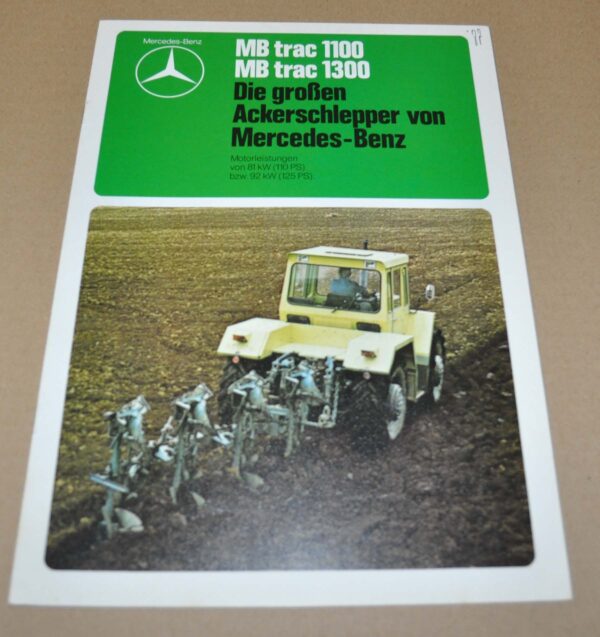 '77
Mercedes-Benz
MB trac 1100
MB trac 1300
Die großen
Ackerschlepper von
Mercedes-Benz
Motorleistungen
von 81 kW (110 PS)
bzw. 92 kW (125 PS).